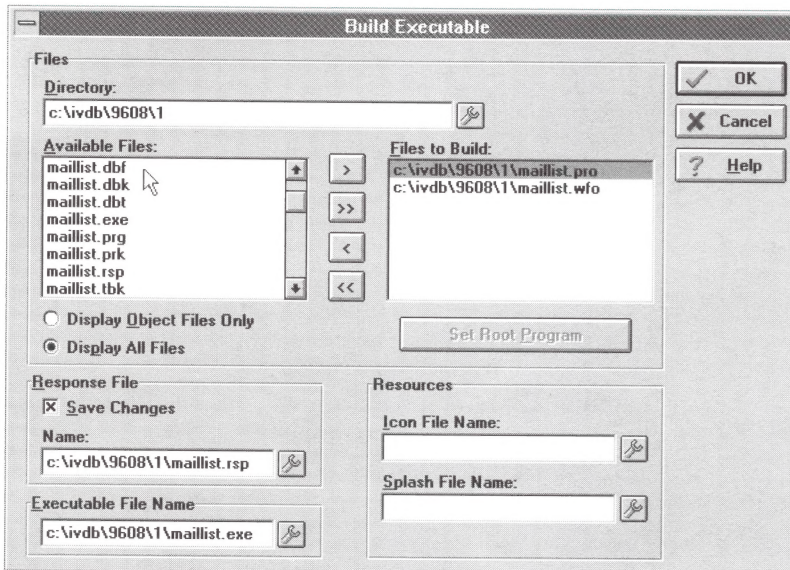 Build Executable
Files
Directory:
c:\ivdb\9608\1
Available Files:
maillist.dbf
maillist.dbk
maillist.dbt
maillist.exe
maillist.prg
maillist.prk
maillist.rsp
maillist.tbk
Display Object Files Only
Display All Files
>
>>
<
<<
Files to Build:
c:\ivdb\9608\1\maillist.pro
c:\ivdb\9608\1\maillist.wfo
Set Root Program
OK
Cancel
? Help
Response File
Save Changes
Name:
c:\ivdb\9608\1\maillist.rsp
Executable File Name
c:\ivdb\9608\1\maillist.exe
Resources
Icon File Name:
Splash File Name: